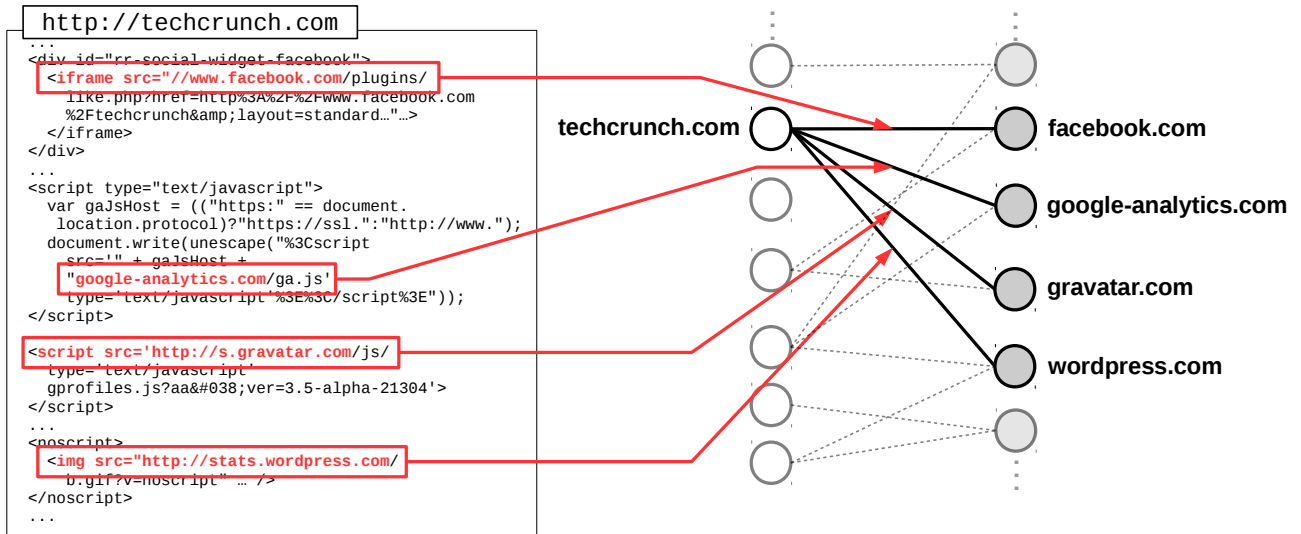 http://techcrunch.com
...
<div id="rr-social-widget-facebook">
<iframe src="//www.facebook.com/plugins/
like.php?href=http%3A%2F%2Fwww.facebook.com
%2Ftechcrunch&amp;layout=standard…"…>
</iframe>
</div>
...
<script type="text/javascript">
var gaJsHost = (("https:" == document.
location.protocol)?"https://ssl.":"http://www.");
document.write(unescape("%3Cscript
src='" + gaJsHost +
"google-analytics.com/ga.js'
type='text/javascript'%3E%3C/script%3E"));
</script>
<script src='http://s.gravatar.com/js/
type='text/javascript'
gprofiles.js?aa&#038;ver=3.5-alpha-21304'>
</script>
...
<noscript>
<img src="http://stats.wordpress.com/
b.gif?v=noscript" … />
</noscript>
...
techcrunch.com
facebook.com
google-analytics.com
gravatar.com
wordpress.com